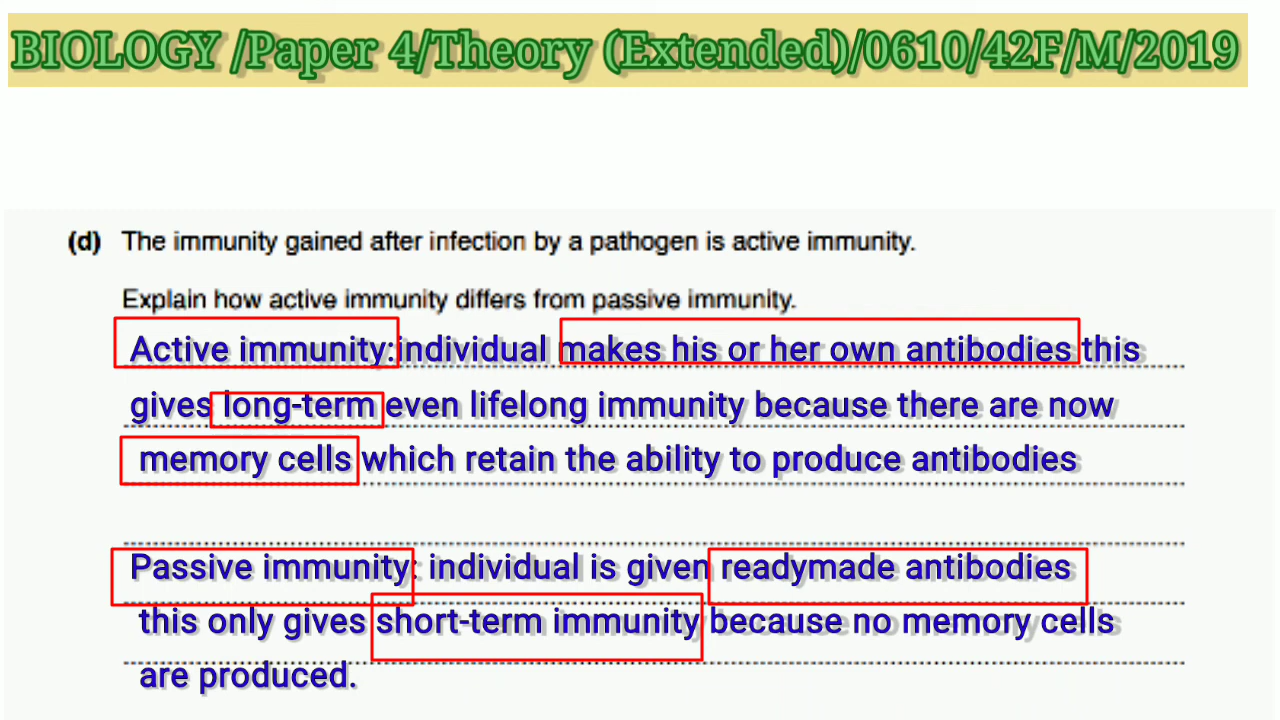 BIOLOGY /Paper 4/Theory (Extended)/0610/42F/M/2019
(d) The immunity gained after infection by a pathogen is active immunity.
Explain how active immunity differs from passive immunity.
Active immunity:individual makes his or her own antibodies this
gives long-term even lifelong immunity because there are now
memory cells which retain the ability to produce antibodies
Passive immunity: individual is given readymade antibodies
this only gives short-term immunity because no memory cells
are produced.